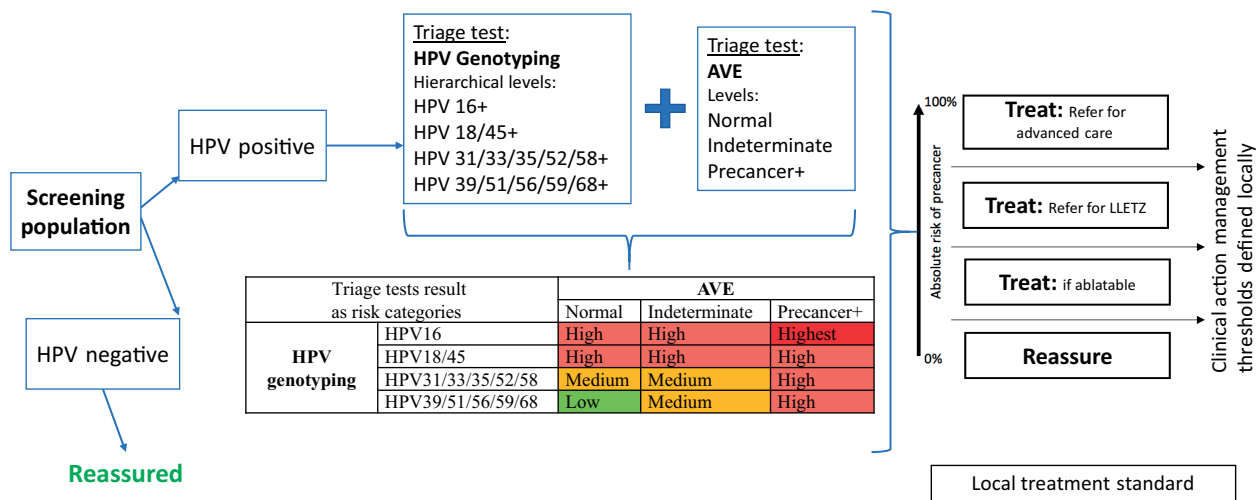 Screening
population
HPV positive
HPV negative
Reassured
Triage test:
HPV Genotyping
Hierarchical levels:
HPV 16+
HPV 18/45+
HPV 31/33/35/52/58+
HPV 39/51/56/59/68+
Triage test:
AVE
Levels:
Normal
Indeterminate
Precancer+
Triage tests result
as risk categories
AVE
Normal Indeterminate Precancer+
HPV
genotyping
HPV16 High High Highest
HPV18/45 High High High
HPV31/33/35/52/58 Medium Medium High
HPV39/51/56/59/68 Low Medium High
100%
Absolute risk of precancer
0%
Treat: Refer for
advanced care
Treat: Refer for LLETZ
Treat: if ablatable
Reassure
Clinical action management
thresholds defined locally
Local treatment standard